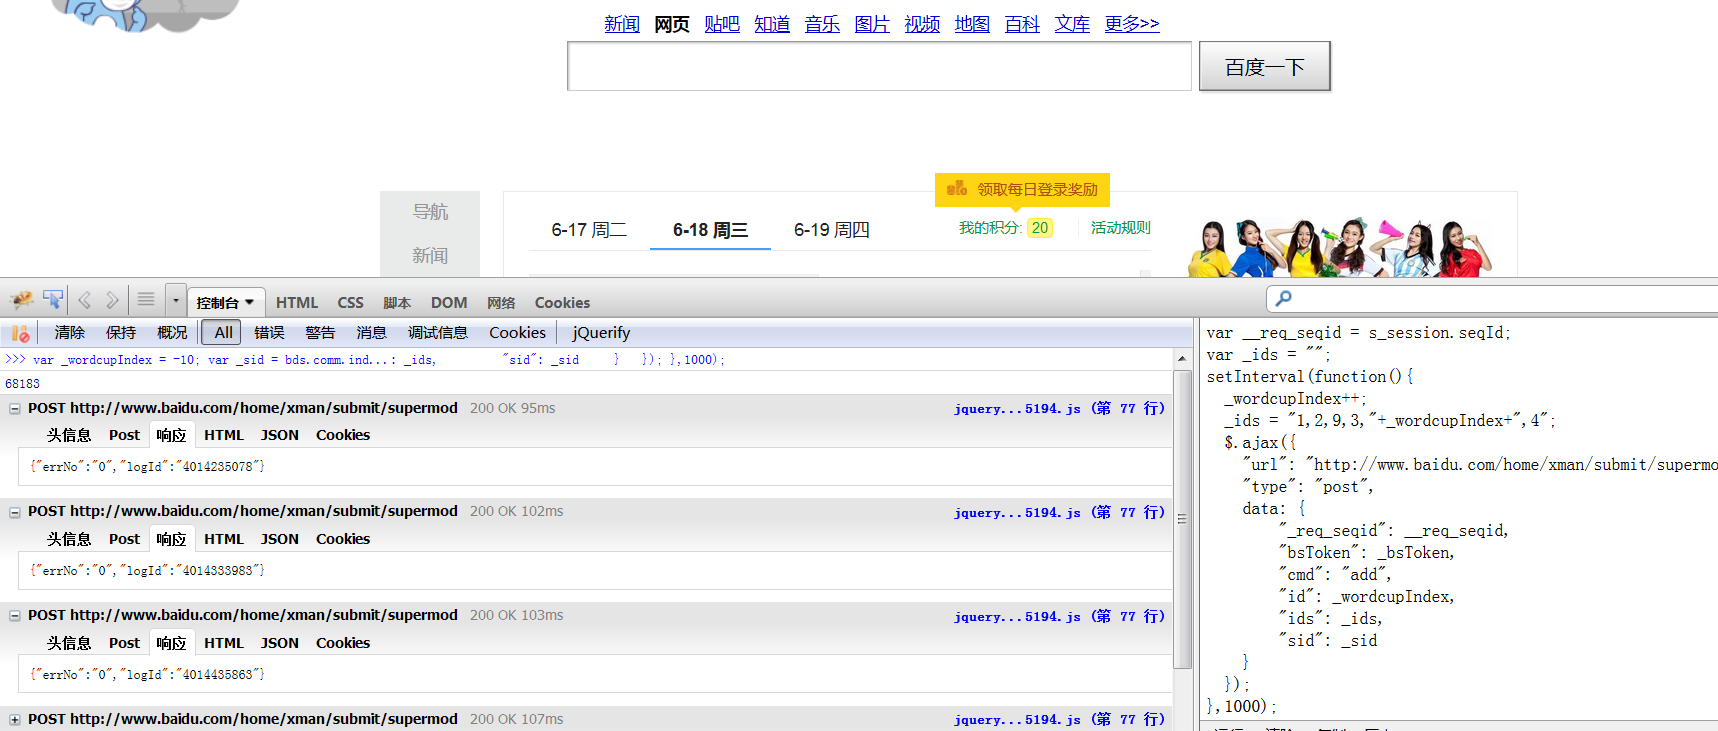 新闻 网页 贴吧 知道 音乐 图片 视频 地图 百科 文库 更多>>
百度一下
领取每日登录奖励
导航
6-17 周二 6-18 周三 6-19 周四 我的积分: 20 活动规则
新闻
控制台 HTML CSS 脚本 DOM 网络 Cookies
清除 保持 概况 All 错误 警告 消息 调试信息 Cookies jQuerify
>>> var _wordcupIndex = -10; var _sid = bds.comm.ind...: _ids, "sid": _sid } }); },1000);
68183
POST http://www.baidu.com/home/xman/submit/supermod 200 OK 95ms jquery...5194.js (第 77 行)
头信息 Post 响应 HTML JSON Cookies
{"errNo":"0","logId":"4014235078"}
POST http://www.baidu.com/home/xman/submit/supermod 200 OK 102ms jquery...5194.js (第 77 行)
头信息 Post 响应 HTML JSON Cookies
{"errNo":"0","logId":"4014333983"}
POST http://www.baidu.com/home/xman/submit/supermod 200 OK 103ms jquery...5194.js (第 77 行)
头信息 Post 响应 HTML JSON Cookies
{"errNo":"0","logId":"4014435863"}
POST http://www.baidu.com/home/xman/submit/supermod 200 OK 107ms jquery...5194.js (第 77 行)
var __req_seqid = s_session.seqId;
var _ids = "";
setInterval(function(){
_wordcupIndex++;
_ids = "1,2,9,3,"+_wordcupIndex+",4";
$.ajax({
"url": "http://www.baidu.com/home/xman/submit/supermo
"type": "post",
data: {
"_req_seqid": __req_seqid,
"bsToken": _bsToken,
"cmd": "add",
"id": _wordcupIndex,
"ids": _ids,
"sid": _sid
}
});
},1000);